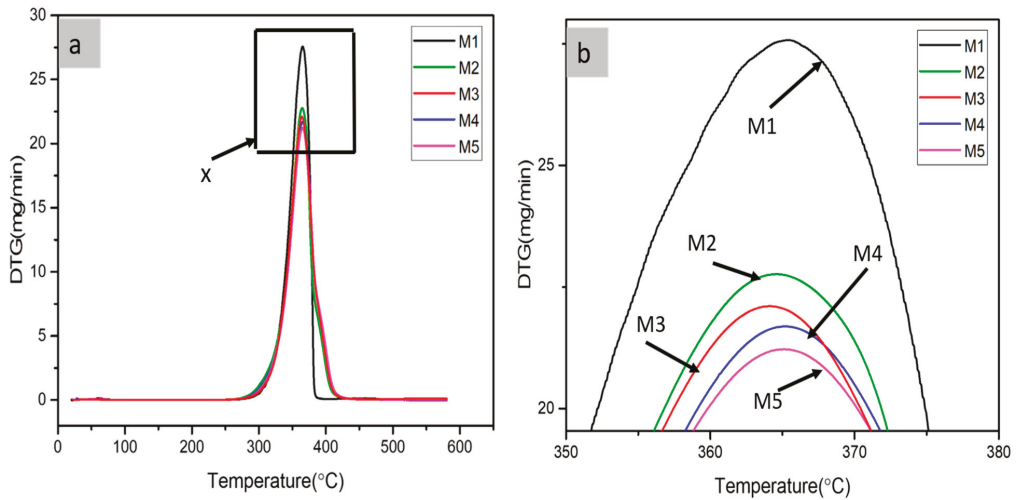 a
30
25
20
15
10
5
0
DTG(mg/min)
0 100 200 300 400 500 600
Temperature(°C)
x
M1
M2
M3
M4
M5
b
25
20
DTG(mg/min)
350 360 370 380
Temperature(°C)
M1
M2
M3
M4
M5
M1
M2
M4
M3
M5